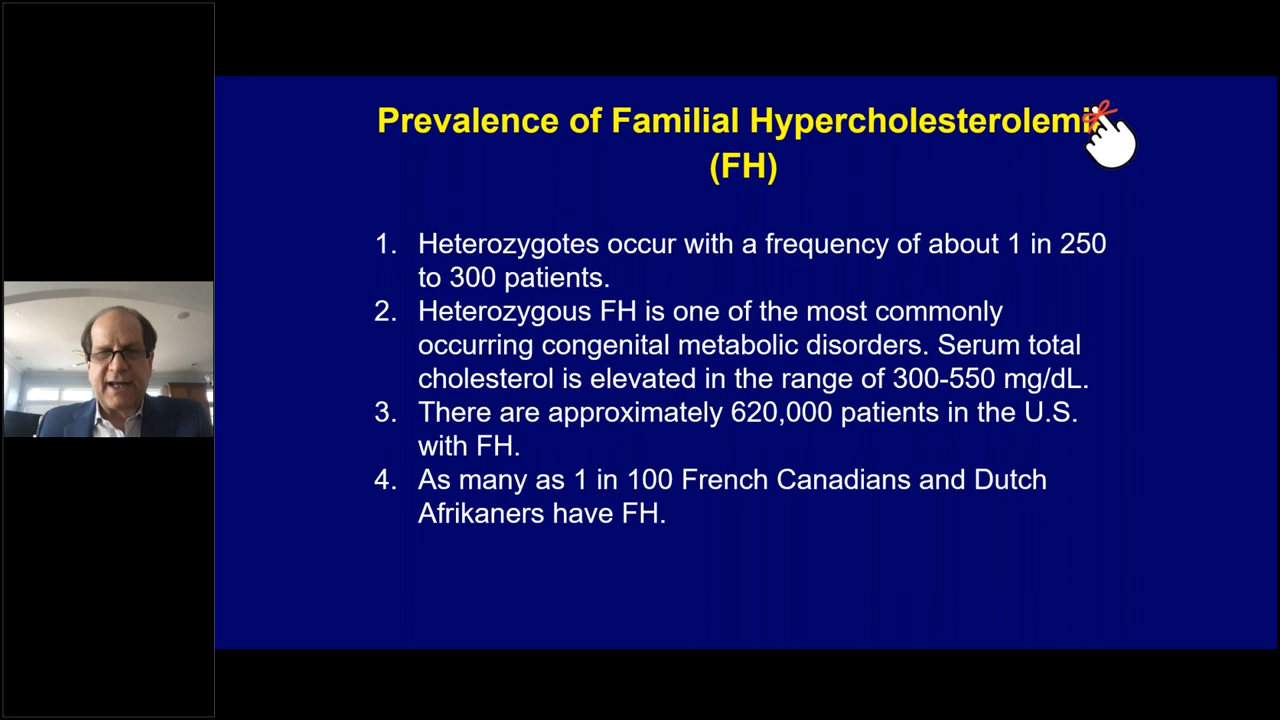 Prevalence of Familial Hypercholesterolemi
(FH)
1. Heterozygotes occur with a frequency of about 1 in 250
to 300 patients.
2. Heterozygous FH is one of the most commonly
occurring congenital metabolic disorders. Serum total
cholesterol is elevated in the range of 300-550 mg/dL.
3. There are approximately 620,000 patients in the U.S.
with FH.
4. As many as 1 in 100 French Canadians and Dutch
Afrikaners have FH.